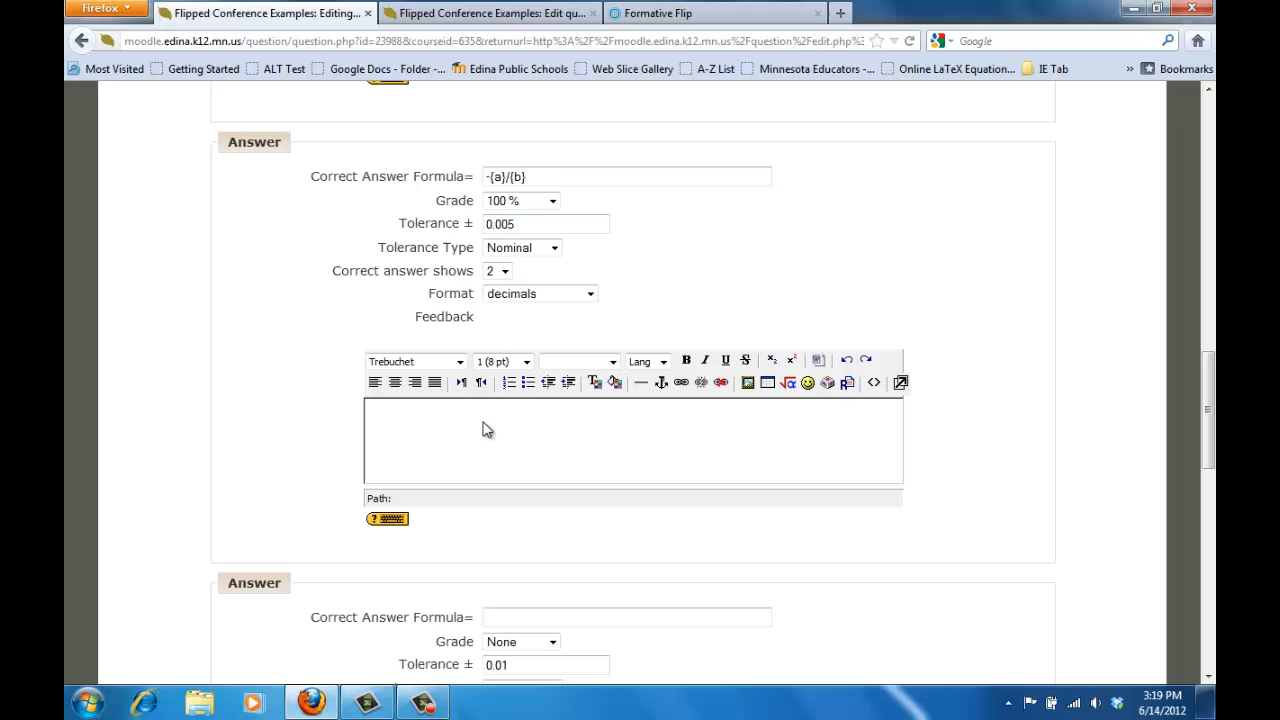 Firefox
Flipped Conference Examples: Editing...
Flipped Conference Examples: Edit qu...
Formative Flip
moodle.edina.k12.mn.us/question/question.php?id=23988&courseid=635&returnurl=http%3A%2F%2Fmoodle.edina.k12.mn.us%2Fquestion%2Fedit.php%3
Google
Most Visited
Getting Started
ALT Test
Google Docs - Folder -...
Edina Public Schools
Web Slice Gallery
A-Z List
Minnesota Educators -...
Online LaTeX Equation...
IE Tab
Bookmarks
Answer
Correct Answer Formula= -{a}/{b}
Grade 100 %
Tolerance ± 0.005
Tolerance Type Nominal
Correct answer shows 2
Format decimals
Feedback
Trebuchet 1 (8 pt) Lang B I U S
Path:
Answer
Correct Answer Formula=
Grade None
Tolerance ± 0.01
3:19 PM
6/14/2012